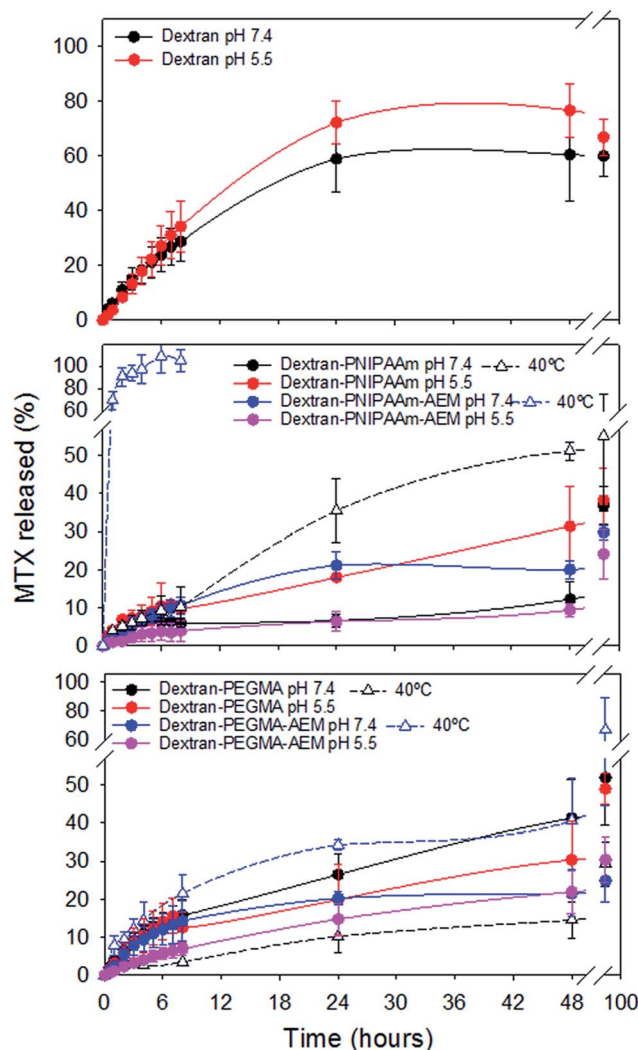 100
80
60
40
20
0
Dextran pH 7.4
Dextran pH 5.5
MTX released (%)
100
80
60
50
40
30
20
10
0
Dextran-PNIPAAm pH 7.4 40ºC
Dextran-PNIPAAm pH 5.5
Dextran-PNIPAAm-AEM pH 7.4 40ºC
Dextran-PNIPAAm-AEM pH 5.5
100
80
60
50
40
30
20
10
0
Dextran-PEGMA pH 7.4 40ºC
Dextran-PEGMA pH 5.5
Dextran-PEGMA-AEM pH 7.4 40ºC
Dextran-PEGMA-AEM pH 5.5
0 6 12 18 24 30 36 42 48 100
Time (hours)